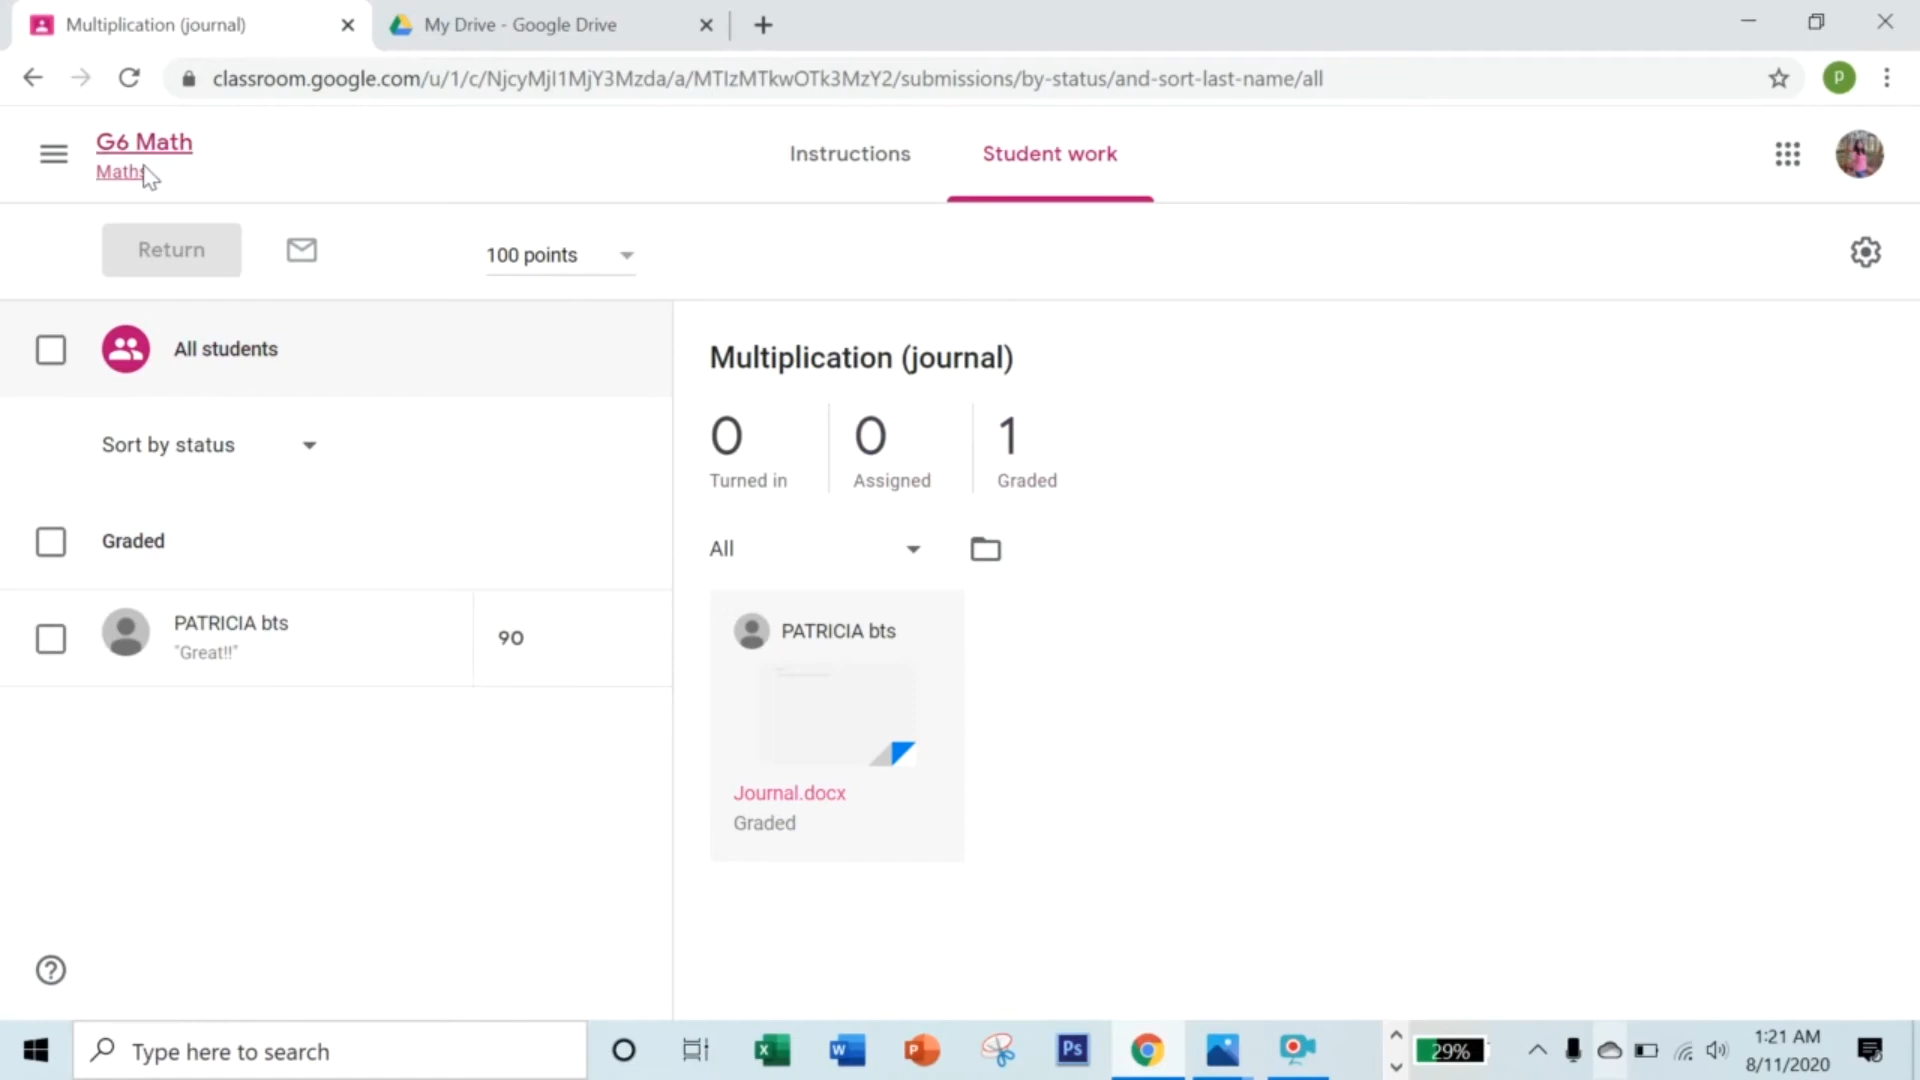 Multiplication (journal)
My Drive - Google Drive
classroom.google.com/u/1/c/NjcyMjI1MjY3Mzda/a/MTIzMTkwOTk3MzY2/submissions/by-status/and-sort-last-name/all
P
G6 Math
Maths
Instructions
Student work
Return
100 points
All students
Sort by status
Graded
PATRICIA bts
"Great!!"
90
Multiplication (journal)
0
Turned in
0
Assigned
1
Graded
All
PATRICIA bts
Journal.docx
Graded
Type here to search
Ps
29%
1:21 AM
8/11/2020